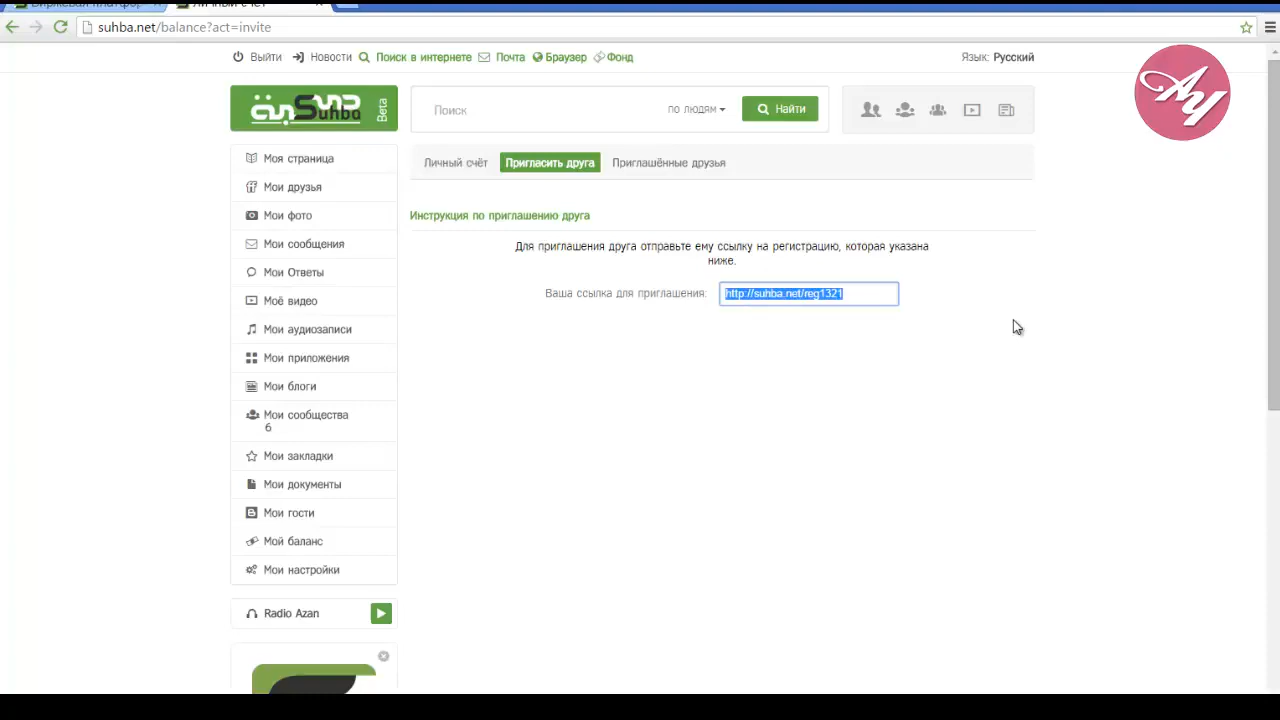 Личный счёт
suhba.net/balance?act=invite
Выйти Новости Поиск в интернете Почта Браузер Фонд Язык: Русский
صحبة Suhba Beta
Поиск по людям Найти
AY
Личный счёт Пригласить друга Приглашённые друзья
Моя страница
Мои друзья
Мои фото
Мои сообщения
Мои Ответы
Моё видео
Мои аудиозаписи
Мои приложения
Мои блоги
Мои сообщества
6
Мои закладки
Мои документы
Мои гости
Мой баланс
Мои настройки
Radio Azan
Инструкция по приглашению друга
Для приглашения друга отправьте ему ссылку на регистрацию, которая указана
ниже.
Ваша ссылка для приглашения: http://suhba.net/reg1321